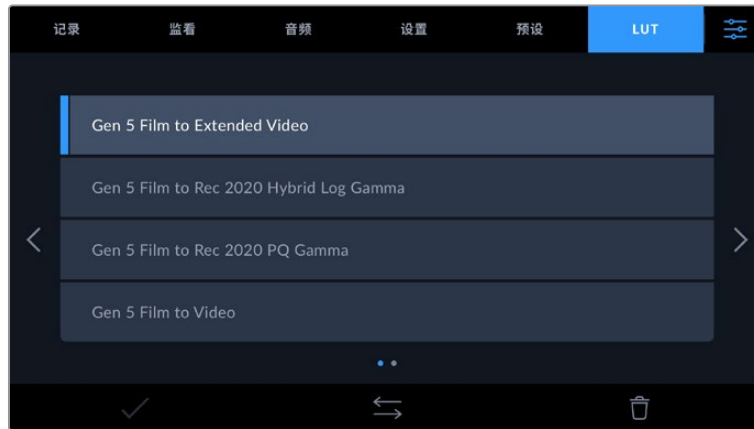 记录 监看 音频 设置 预设 LUT
Gen 5 Film to Extended Video
Gen 5 Film to Rec 2020 Hybrid Log Gamma
Gen 5 Film to Rec 2020 PQ Gamma
Gen 5 Film to Video